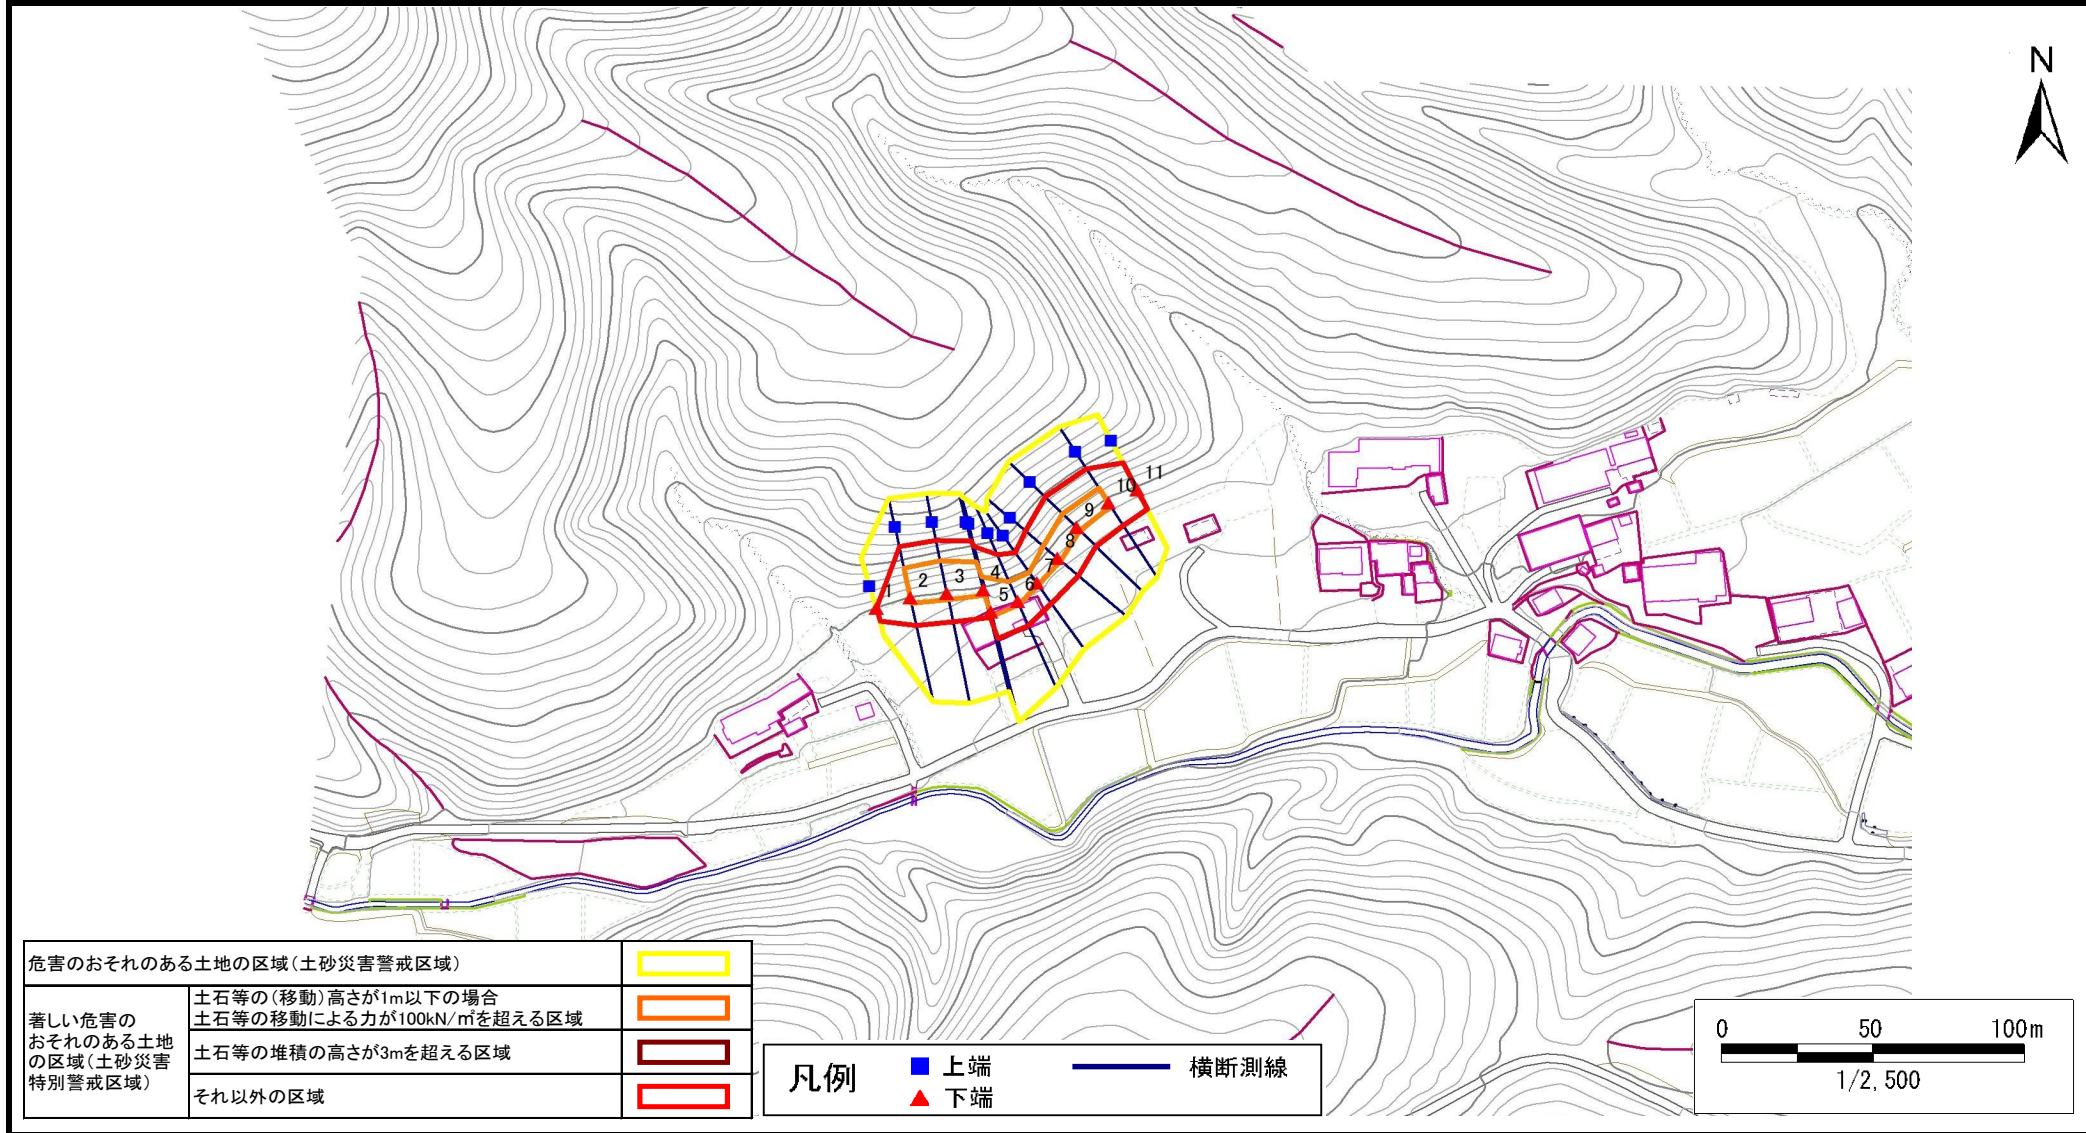 N
11
10
9
8
7
6
5
4
3
2
1
危害のおそれのある土地の区域(土砂災害警戒区域)
著しい危害の
おそれのある土地
の区域(土砂災害
特別警戒区域)
土石等の(移動)高さが1m以下の場合
土石等の移動による力が100kN/㎡を超える区域
土石等の堆積の高さが3mを超える区域
それ以外の区域
凡例
上端
下端
横断測線
0 50 100m
1/2,500